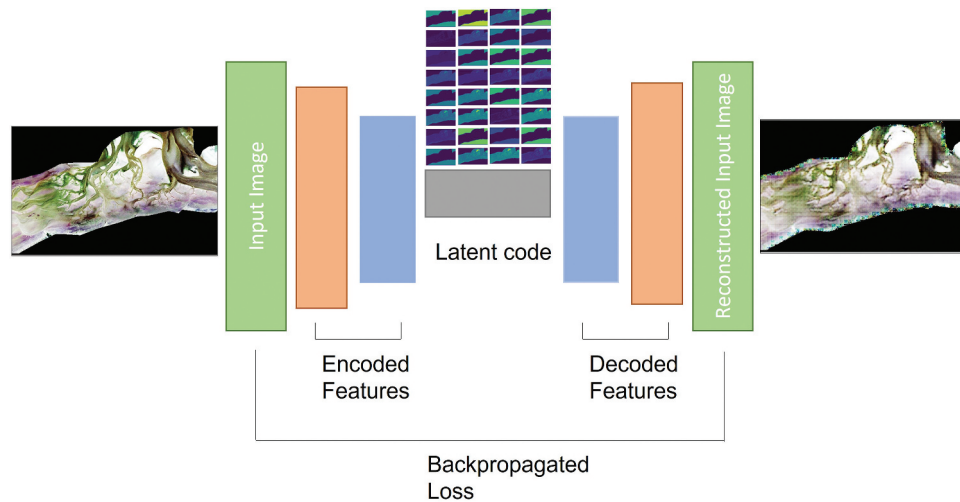 Input Image
Latent code
Reconstructed Input Image
Encoded
Features
Decoded
Features
Backpropagated
Loss